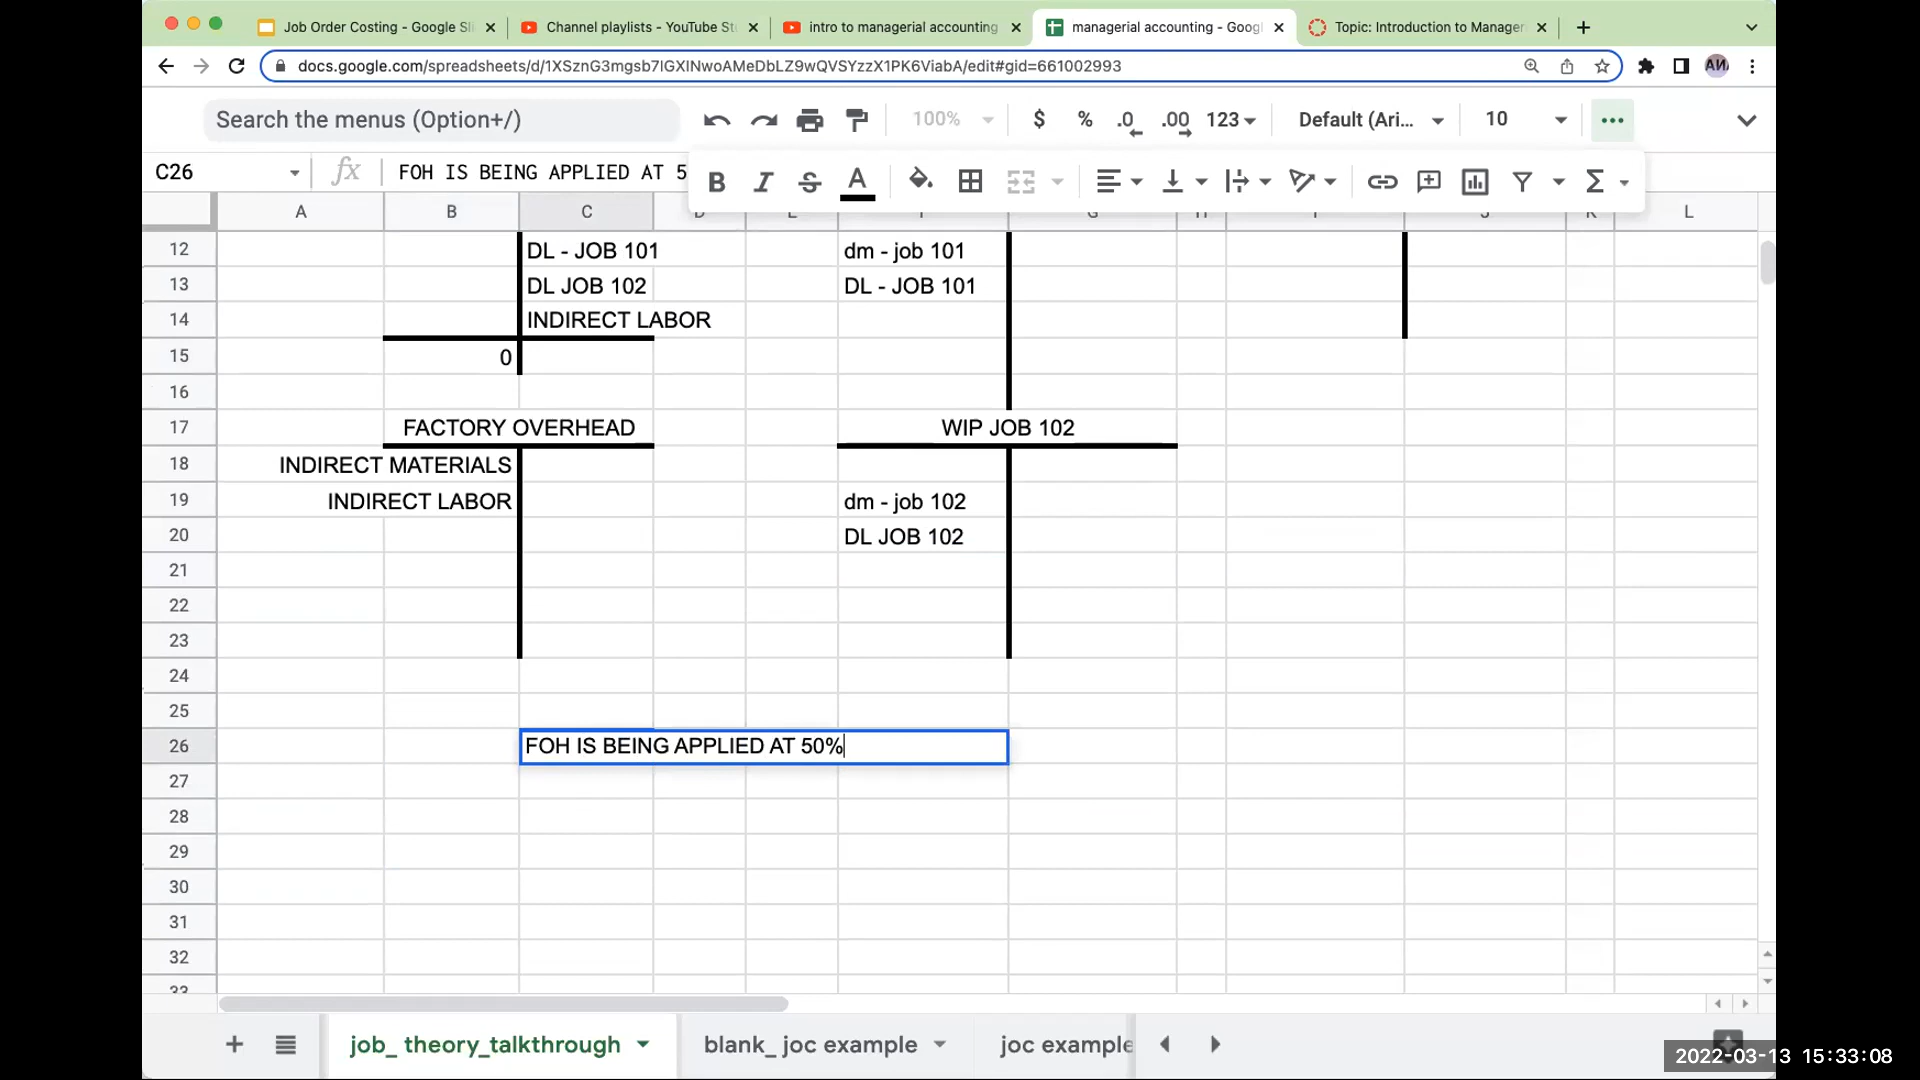 Job Order Costing - Google Sli
Channel playlists - YouTube Stu
intro to managerial accounting
managerial accounting - Googl
Topic: Introduction to Manager
docs.google.com/spreadsheets/d/1XSznG3mgsb7IGXINwoAMeDbLZ9wQVSYzzX1PK6ViabA/edit#gid=661002993
Search the menus (Option+/)
100%
$ % .0 .00 123
Default (Ari...
10
C26
fx
FOH IS BEING APPLIED AT 5
B I S A
A B C L
12 DL - JOB 101 dm - job 101
13 DL JOB 102 DL - JOB 101
14 INDIRECT LABOR
15 0
16
17 FACTORY OVERHEAD WIP JOB 102
18 INDIRECT MATERIALS
19 INDIRECT LABOR dm - job 102
20 DL JOB 102
21
22
23
24
25
26 FOH IS BEING APPLIED AT 50%
27
28
29
30
31
32
33
job_ theory_talkthrough
blank_ joc example
joc example
2022-03-13 15:33:08